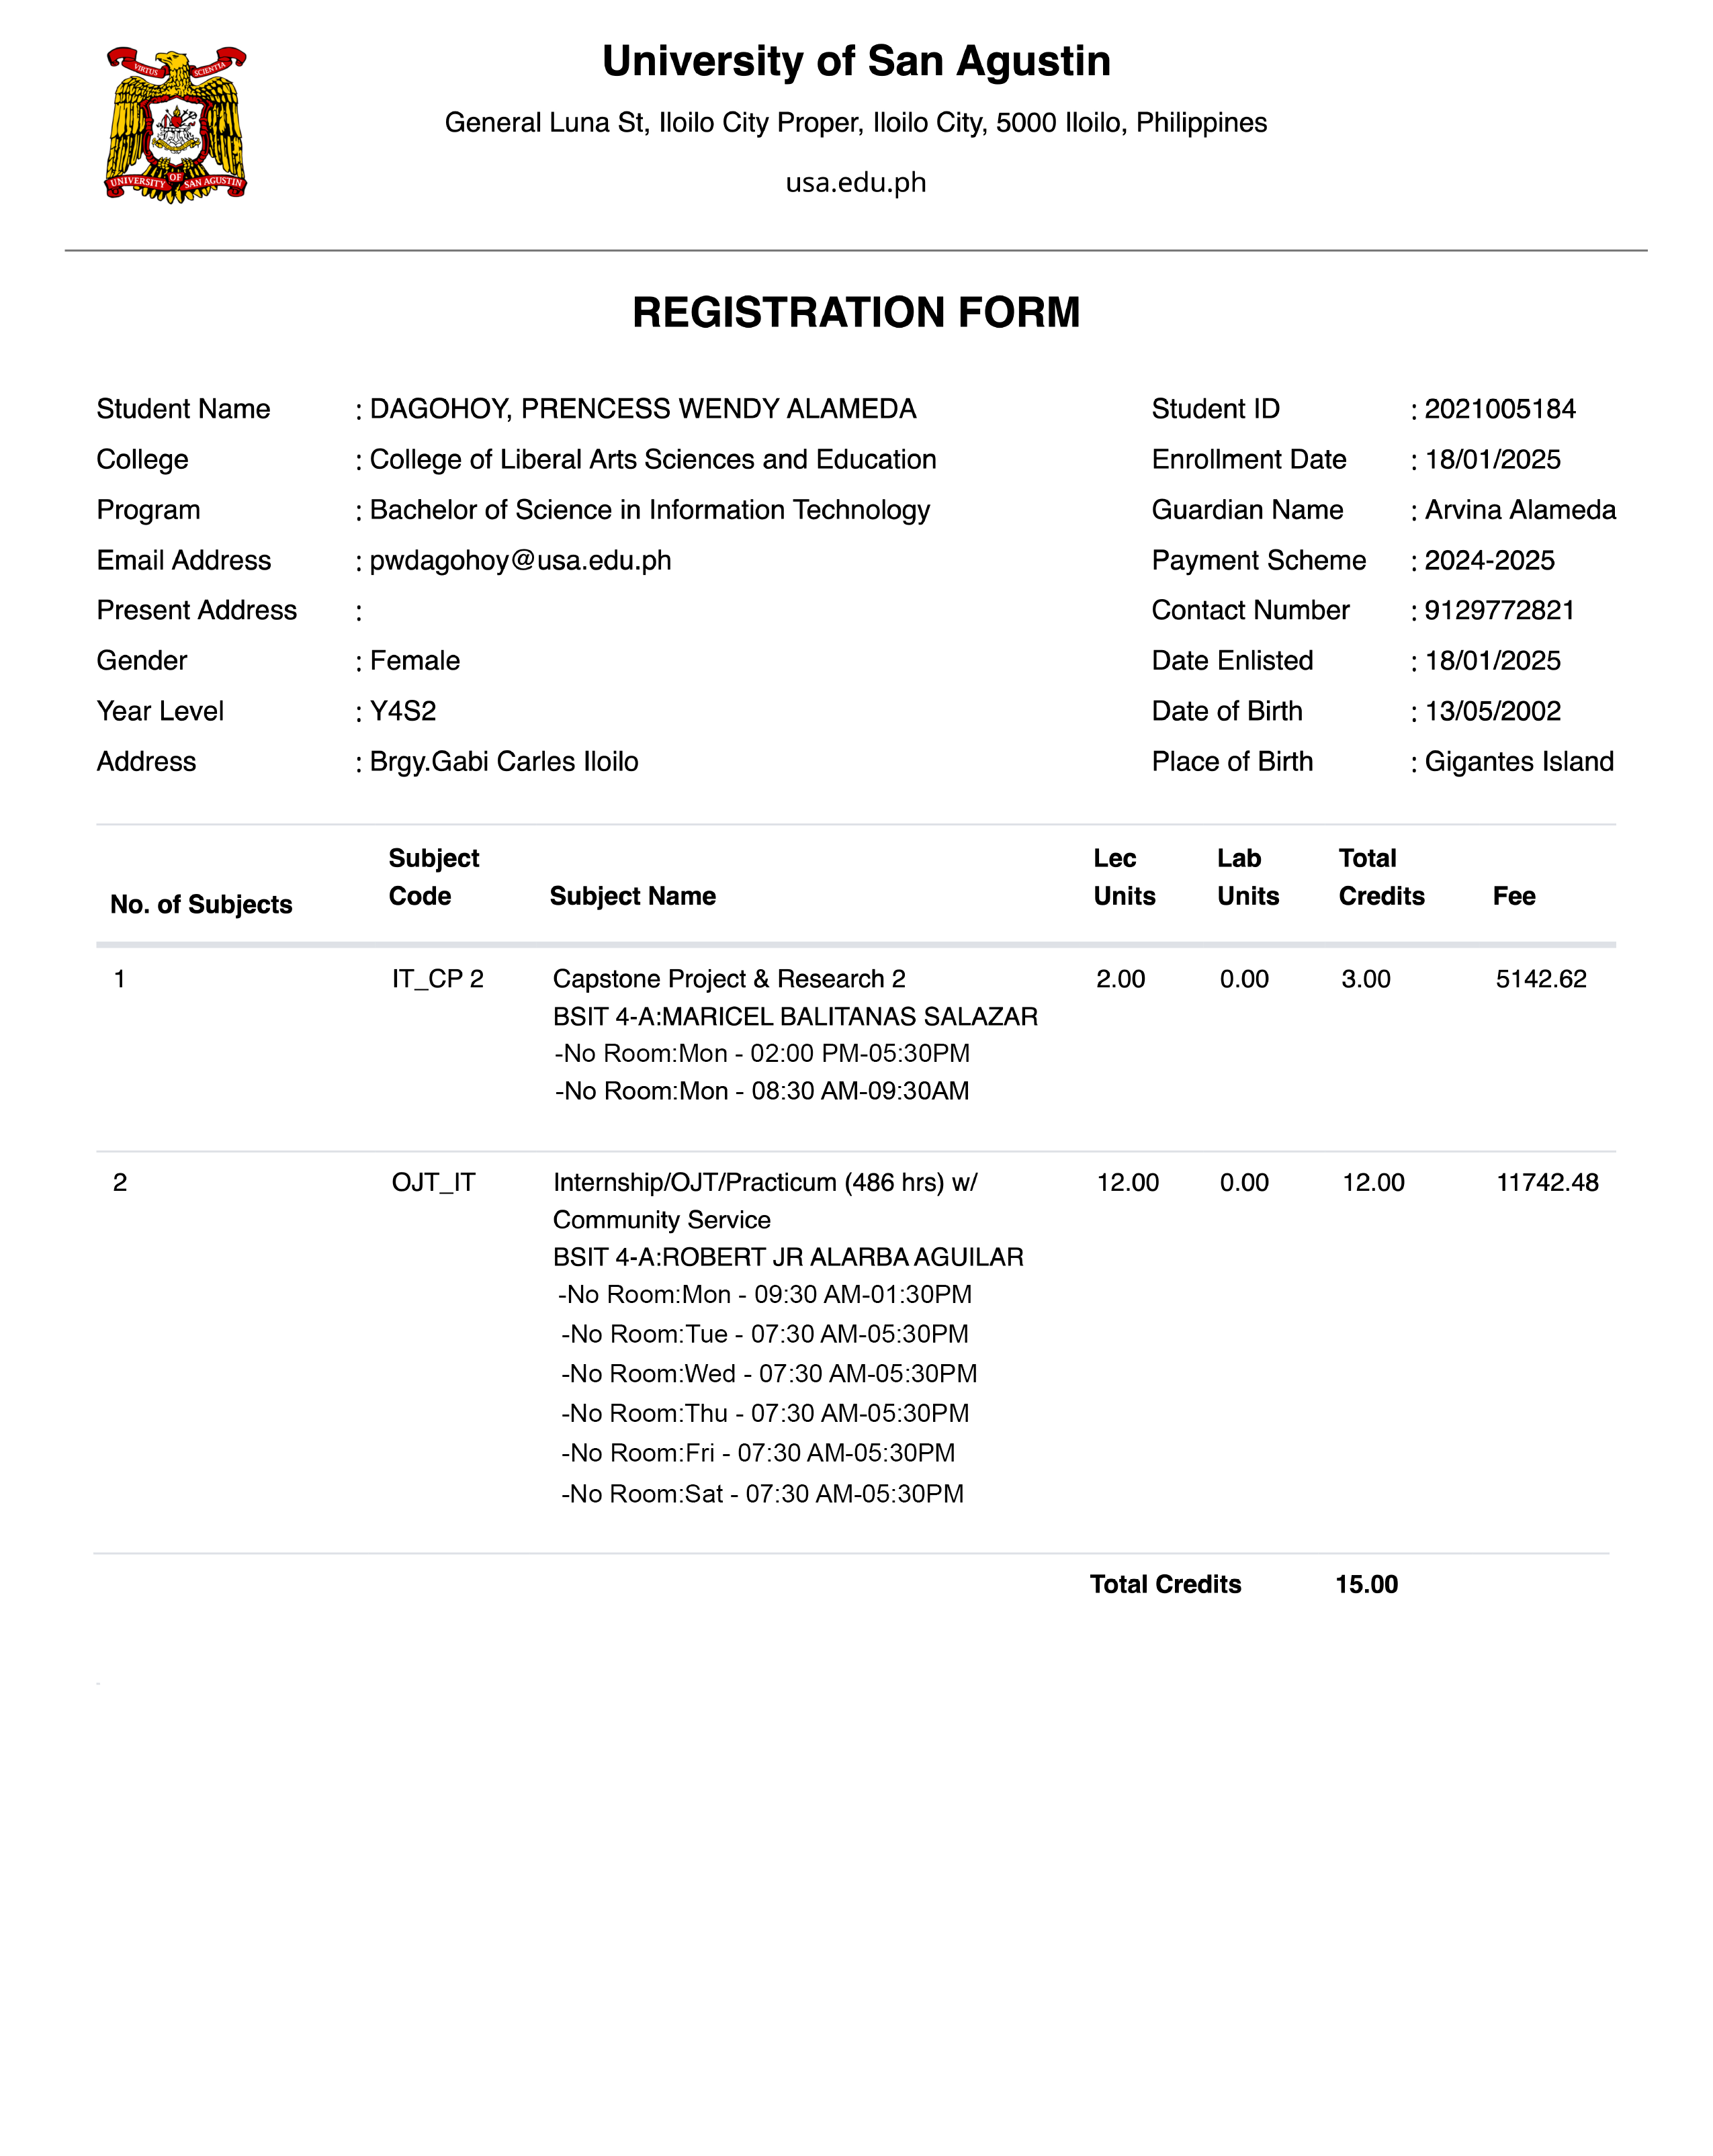 VIRTUS SCIENTIA
UNIVERSITY OF SAN AGUSTIN
University of San Agustin
General Luna St, Iloilo City Proper, Iloilo City, 5000 Iloilo, Philippines
usa.edu.ph
REGISTRATION FORM
Student Name : DAGOHOY, PRENCESS WENDY ALAMEDA Student ID : 2021005184
College : College of Liberal Arts Sciences and Education Enrollment Date : 18/01/2025
Program : Bachelor of Science in Information Technology Guardian Name : Arvina Alameda
Email Address : pwdagohoy@usa.edu.ph Payment Scheme : 2024-2025
Present Address : Contact Number : 9129772821
Gender : Female Date Enlisted : 18/01/2025
Year Level : Y4S2 Date of Birth : 13/05/2002
Address : Brgy.Gabi Carles Iloilo Place of Birth : Gigantes Island
No. of Subjects Subject Code Subject Name Lec Units Lab Units Total Credits Fee
1 IT_CP 2 Capstone Project & Research 2 2.00 0.00 3.00 5142.62
BSIT 4-A:MARICEL BALITANAS SALAZAR
-No Room:Mon - 02:00 PM-05:30PM
-No Room:Mon - 08:30 AM-09:30AM
2 OJT_IT Internship/OJT/Practicum (486 hrs) w/ 12.00 0.00 12.00 11742.48
Community Service
BSIT 4-A:ROBERT JR ALARBA AGUILAR
-No Room:Mon - 09:30 AM-01:30PM
-No Room:Tue - 07:30 AM-05:30PM
-No Room:Wed - 07:30 AM-05:30PM
-No Room:Thu - 07:30 AM-05:30PM
-No Room:Fri - 07:30 AM-05:30PM
-No Room:Sat - 07:30 AM-05:30PM
Total Credits 15.00